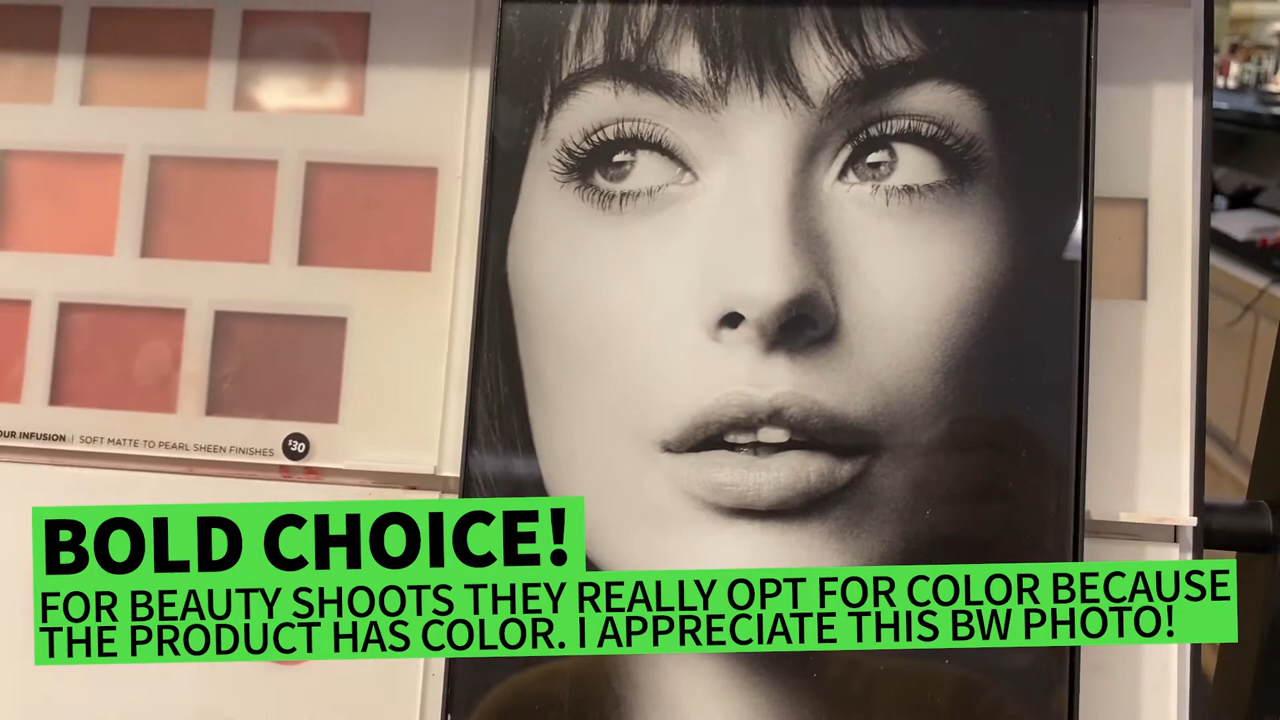 OUR INFUSION | SOFT MATTE TO PEARL SHEEN FINISHES $30
BOLD CHOICE!
FOR BEAUTY SHOOTS THEY REALLY OPT FOR COLOR BECAUSE
THE PRODUCT HAS COLOR. I APPRECIATE THIS BW PHOTO!